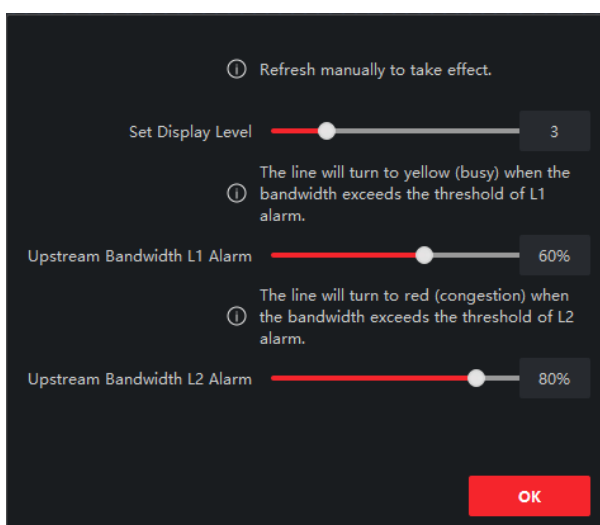 Refresh manually to take effect.
Set Display Level 3
The line will turn to yellow (busy) when the
bandwidth exceeds the threshold of L1
alarm.
Upstream Bandwidth L1 Alarm 60%
The line will turn to red (congestion) when
the bandwidth exceeds the threshold of L2
alarm.
Upstream Bandwidth L2 Alarm 80%
OK